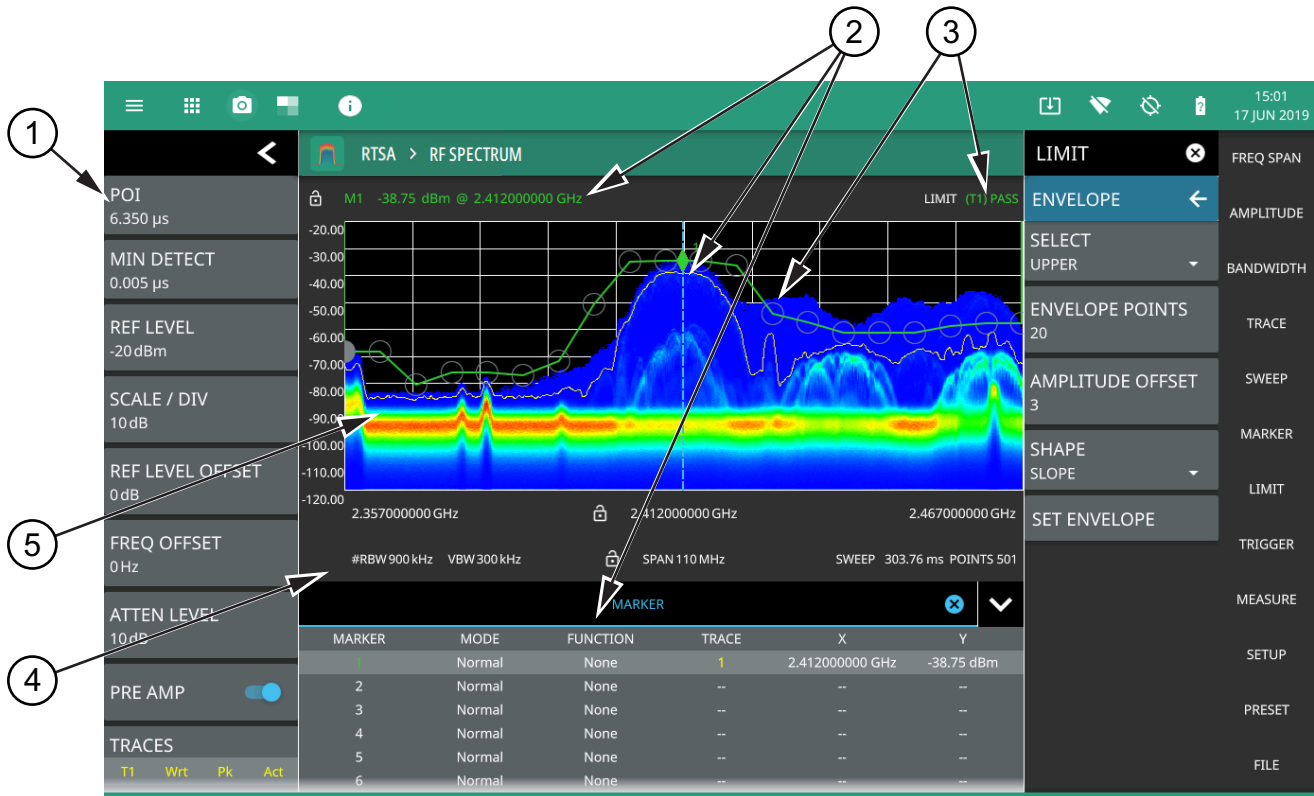 2
3
1
15:01
17 JUN 2019
RTSA > RF SPECTRUM
LIMIT
FREQ SPAN
POI
6.350 µs
M1 -38.75 dBm @ 2.412000000 GHz
LIMIT (T1) PASS
ENVELOPE
AMPLITUDE
MIN DETECT
0.005 µs
SELECT
UPPER
BANDWIDTH
REF LEVEL
-20 dBm
ENVELOPE POINTS
20
TRACE
SCALE / DIV
10 dB
AMPLITUDE OFFSET
3
SWEEP
REF LEVEL OFFSET
0 dB
SHAPE
SLOPE
MARKER
LIMIT
1
-20.00
-30.00
-40.00
-50.00
-60.00
-70.00
-80.00
-90.00
-100.00
-110.00
-120.00
2.357000000 GHz
2.412000000 GHz
2.467000000 GHz
SET ENVELOPE
5
FREQ OFFSET
0 Hz
TRIGGER
#RBW 900 kHz VBW 300 kHz SPAN 110 MHz SWEEP 303.76 ms POINTS 501
ATTEN LEVEL
10 dB
MEASURE
MARKER
MARKER MODE FUNCTION TRACE X Y
1 Normal None 1 2.412000000 GHz -38.75 dBm
2 Normal None -- -- --
3 Normal None -- -- --
4 Normal None -- -- --
5 Normal None -- -- --
6 Normal None -- -- --
4
PRE AMP
SETUP
PRESET
TRACES
T1 Wrt Pk Act
FILE